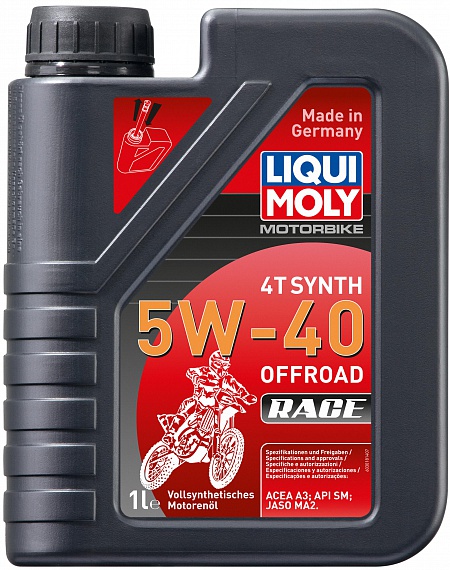 Made in
Germany
LIQUI
MOLY
MOTORBIKE
4T SYNTH
5W-40
OFFROAD
RACE
Spezifikationen und Freigaben /
Specifications and approvals /
Specifiche e autorizzazioni /
Especificaciones y autorizaciones /
Especificações e autorizações:
ACEA A3; API SM;
JASO MA2.
1L e
Vollsynthetisches
Motorenöl